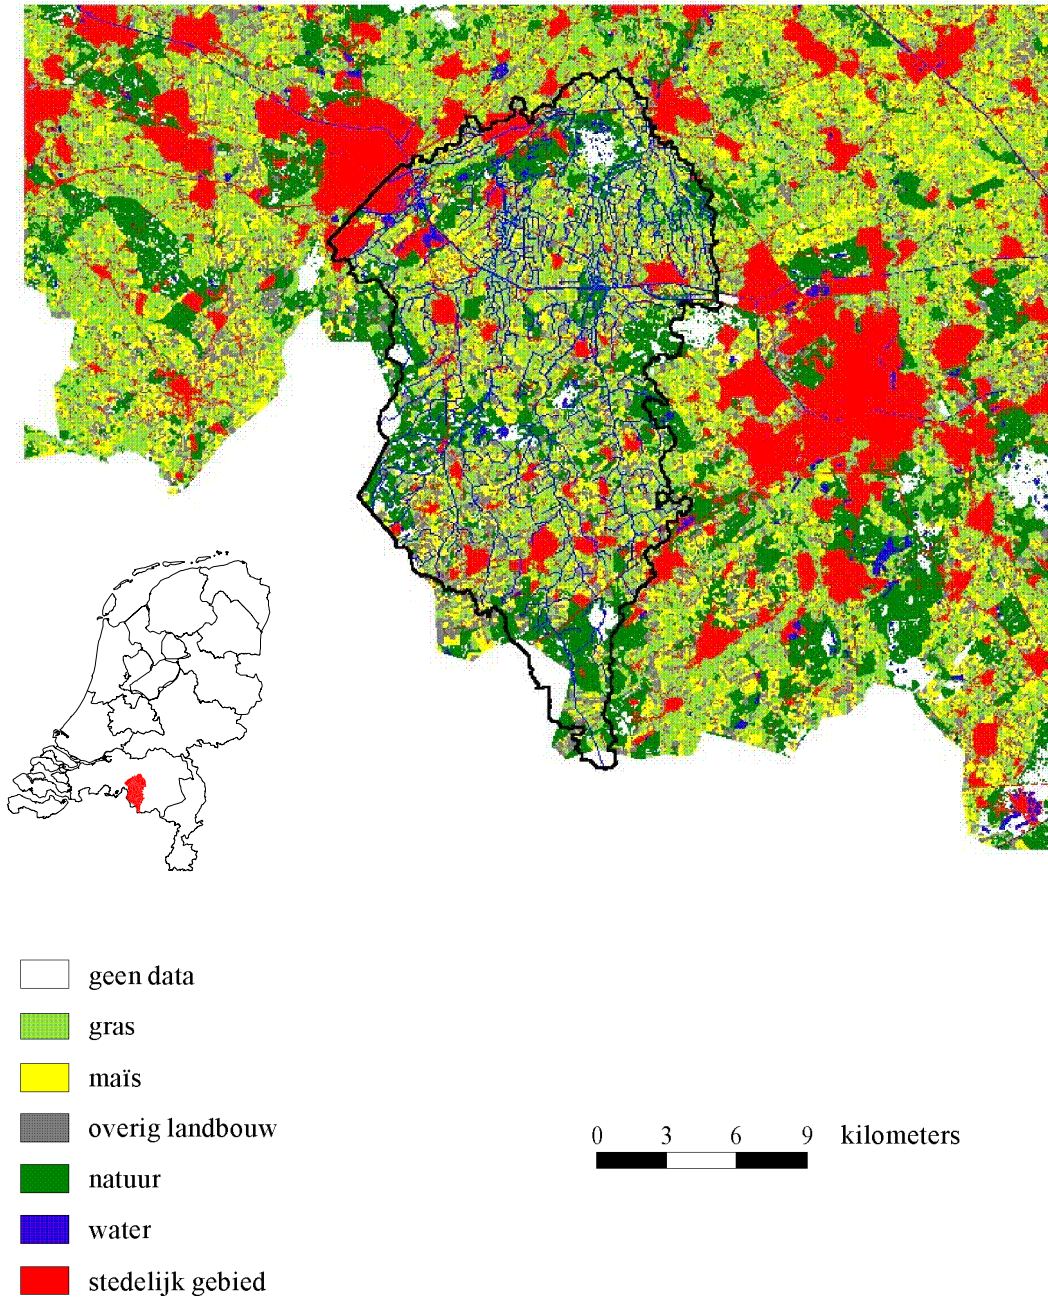 geen data
gras
maïs
overig landbouw
natuur
water
stedelijk gebied
0 3 6 9 kilometers